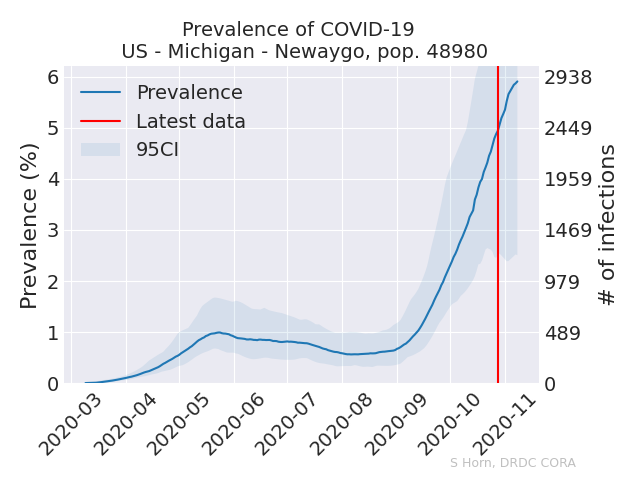 Prevalence of COVID-19
US - Michigan - Newaygo, pop. 48980
Prevalence
Latest data
95CI
Prevalence (%)
6
5
4
3
2
1
0
2938
2449
1959
1469
979
489
0
# of infections
2020-03
2020-04
2020-05
2020-06
2020-07
2020-08
2020-09
2020-10
2020-11
S Horn, DRDC CORA